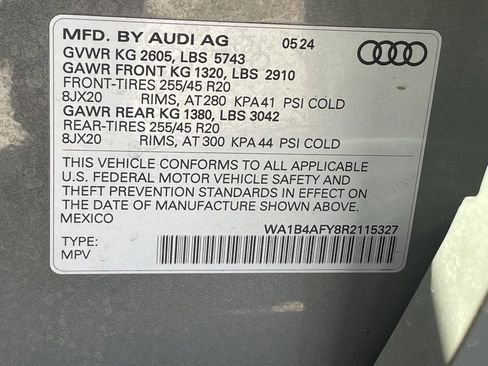 MFD. BY AUDI AG 05 24
GVWR KG 2605, LBS 5743
GAWR FRONT KG 1320, LBS 2910
FRONT-TIRES 255/45 R20
8JX20 RIMS, AT 280 KPA 41 PSI COLD
GAWR REAR KG 1380, LBS 3042
REAR-TIRES 255/45 R20
8JX20 RIMS, AT 300 KPA 44 PSI COLD
THIS VEHICLE CONFORMS TO ALL APPLICABLE
U.S. FEDERAL MOTOR VEHICLE SAFETY AND
THEFT PREVENTION STANDARDS IN EFFECT ON
THE DATE OF MANUFACTURE SHOWN ABOVE.
MEXICO
WA1B4AFY8R2115327
TYPE:
MPV